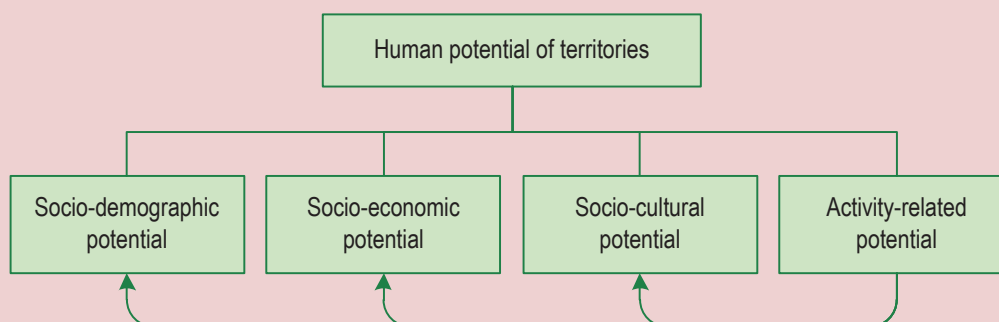 Human potential of territories
Socio-demographic
potential
Socio-economic
potential
Socio-cultural
potential
Activity-related
potential